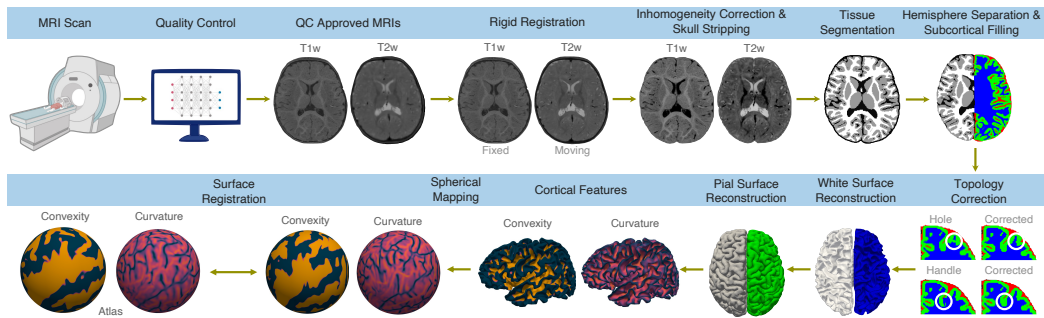 MRI Scan
Quality Control
QC Approved MRIs
Rigid Registration
Inhomogeneity Correction &
Skull Stripping
Tissue
Segmentation
Hemisphere Separation &
Subcortical Filling
T1w
T2w
T1w
T2w
T1w
T2w
Fixed
Moving
Surface
Registration
Spherical
Mapping
Cortical Features
Pial Surface
Reconstruction
White Surface
Reconstruction
Topology
Correction
Convexity
Curvature
Convexity
Curvature
Convexity
Curvature
Hole
Corrected
Handle
Corrected
Atlas